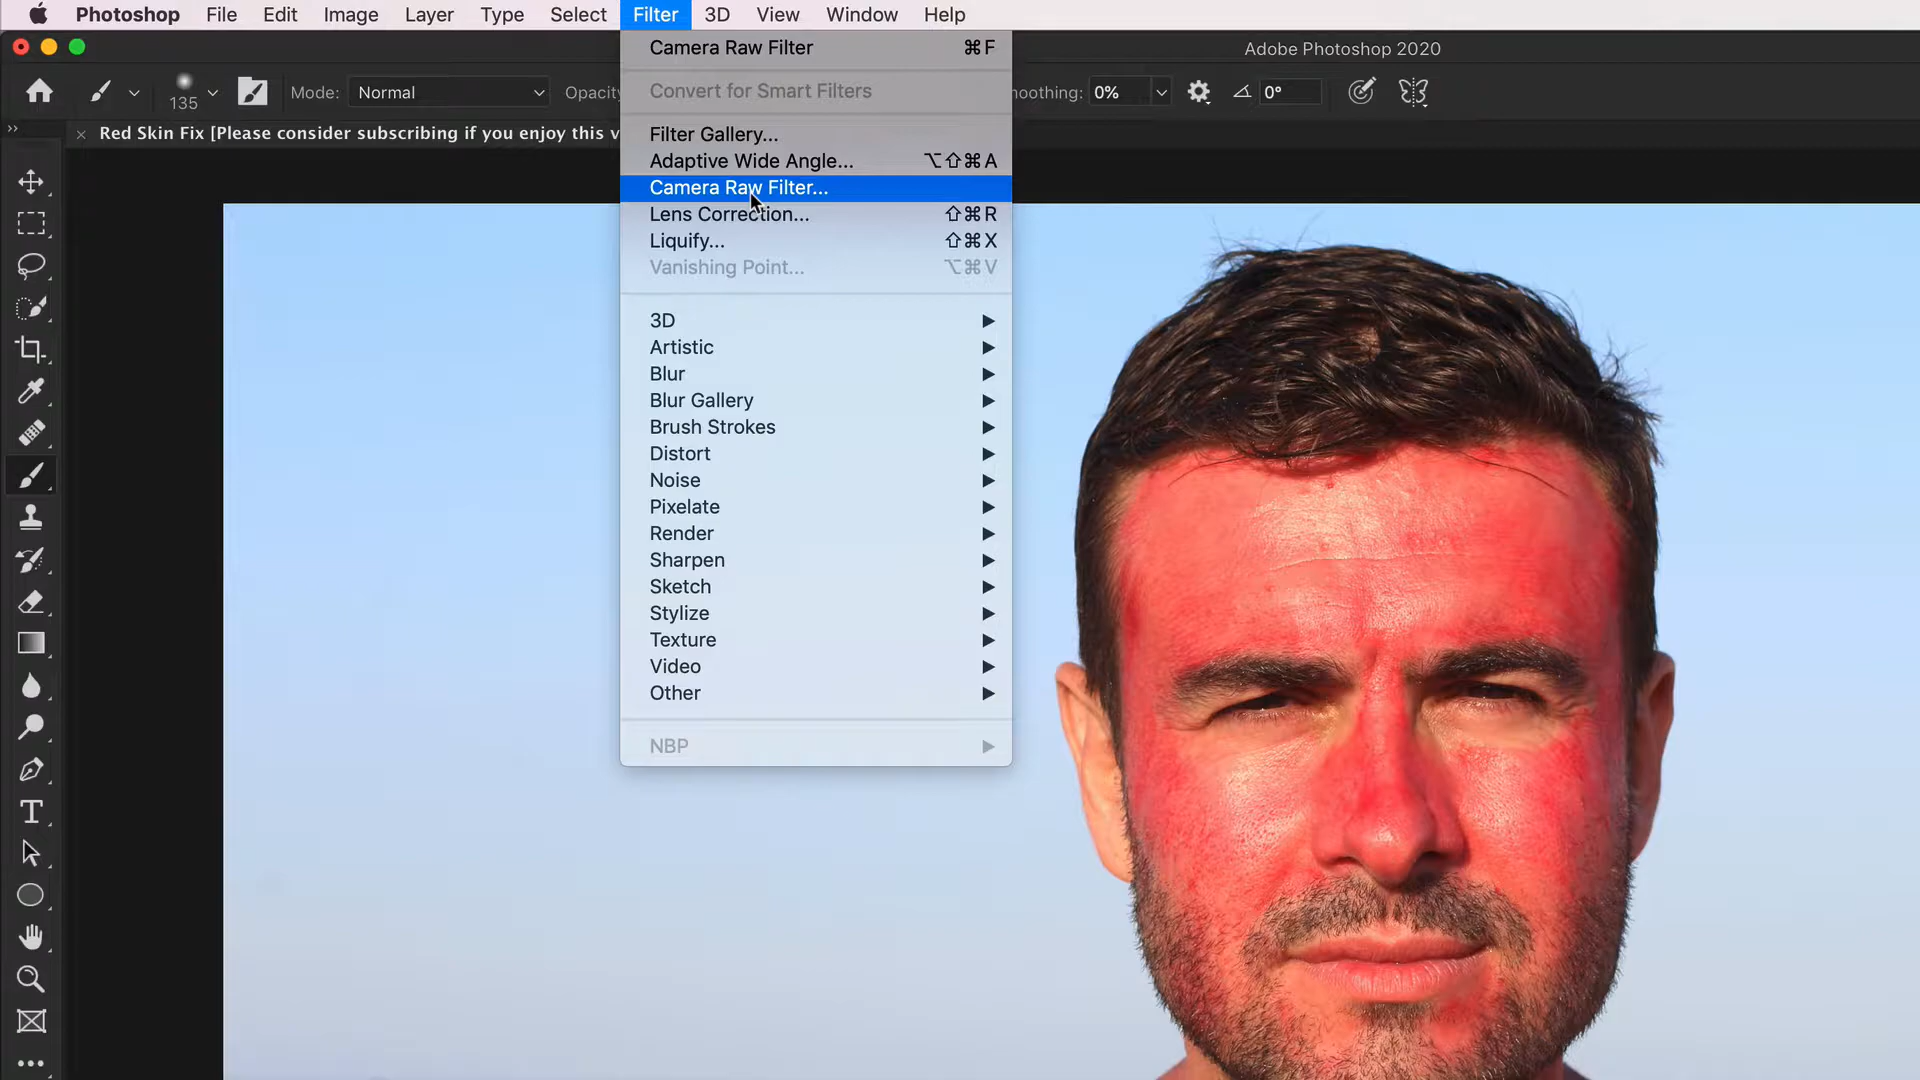 Photoshop File Edit Image Layer Type Select Filter 3D View Window Help
Adobe Photoshop 2020
135 Mode: Normal Opacity moothing: 0% 0°
Red Skin Fix [Please consider subscribing if you enjoy this v
Camera Raw Filter ⌘F
Convert for Smart Filters
Filter Gallery...
Adaptive Wide Angle... ⌥⇧⌘A
Camera Raw Filter...
Lens Correction... ⇧⌘R
Liquify... ⇧⌘X
Vanishing Point... ⌥⌘V
3D
Artistic
Blur
Blur Gallery
Brush Strokes
Distort
Noise
Pixelate
Render
Sharpen
Sketch
Stylize
Texture
Video
Other
NBP